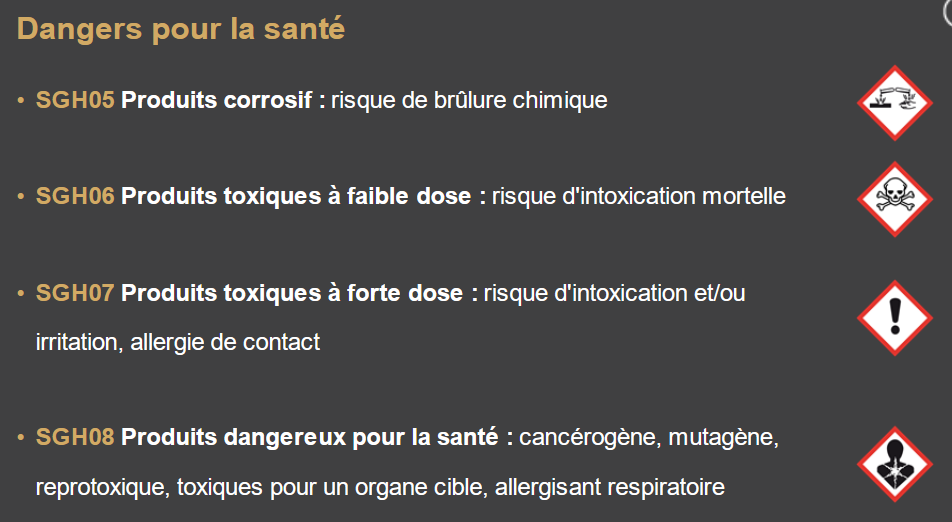 Dangers pour la santé
• SGH05 Produits corrosif : risque de brûlure chimique
• SGH06 Produits toxiques à faible dose : risque d'intoxication mortelle
• SGH07 Produits toxiques à forte dose : risque d'intoxication et/ou
irritation, allergie de contact
• SGH08 Produits dangereux pour la santé : cancérogène, mutagène,
reprotoxique, toxiques pour un organe cible, allergisant respiratoire